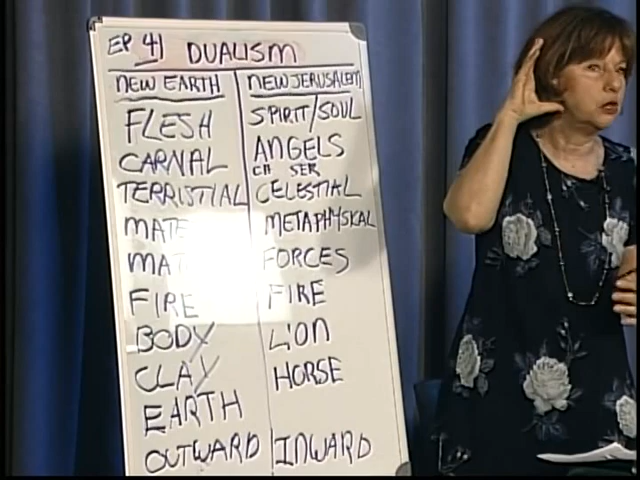 EP 41 DUALISM
NEW EARTH NEW JERUSALEM
FLESH SPIRIT/SOUL
CARNAL ANGELS
CH SER
TERRISTIAL CELESTIAL
METAPHYSKAL
FORCES
FIRE FIRE
BODY LION
CLAY HORSE
EARTH
OUTWARD INWARD